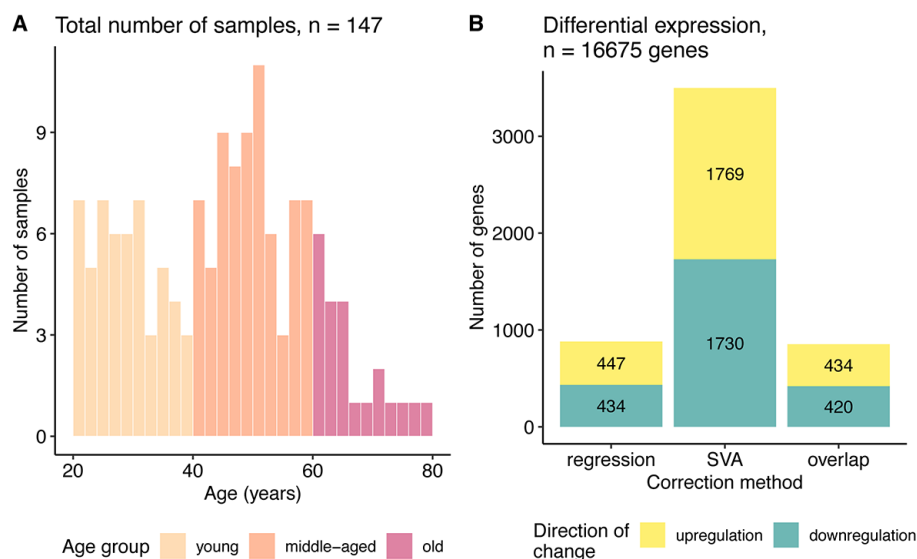 A Total number of samples, n = 147
Number of samples
9
6
3
0
20 40 60 80
Age (years)
Age group young middle-aged old
B Differential expression,
n = 16675 genes
Number of genes
3000
2000
1000
0
1769
1730
447
434
434
420
regression SVA overlap
Correction method
Direction of
change
upregulation downregulation